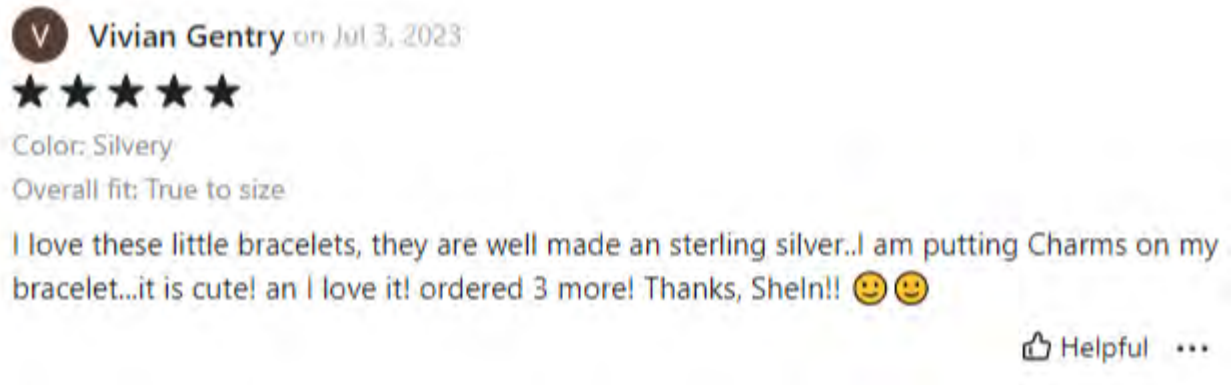 V
Vivian Gentry on Jul 3, 2023
★★★★★
Color: Silvery
Overall fit: True to size
I love these little bracelets, they are well made an sterling silver..I am putting Charms on my
bracelet...it is cute! an I love it! ordered 3 more! Thanks, SheIn!! 🙂🙂
Helpful ...